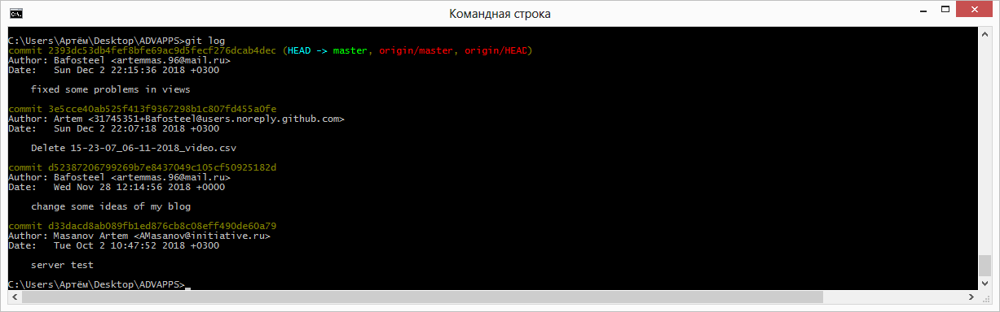 Командная строка
C:\Users\Артём\Desktop\ADVAPPS>git log
commit 2393dc53db4fef8bfe69ac9d5fecf276dcab4dec (HEAD -> master, origin/master, origin/HEAD)
Author: Bafosteel <artemmas.96@mail.ru>
Date:   Sun Dec 2 22:15:36 2018 +0300
fixed some problems in views
commit 3e5cce40ab525f413f9367298b1c807fd455a0fe
Author: Artem <31745351+Bafosteel@users.noreply.github.com>
Date:   Sun Dec 2 22:07:18 2018 +0300
Delete 15-23-07_06-11-2018_video.csv
commit d52387206799269b7e8437049c105cf50925182d
Author: Bafosteel <artemmas.96@mail.ru>
Date:   Wed Nov 28 12:14:56 2018 +0000
change some ideas of my blog
commit d33dacd8ab089fb1ed876cb8c08eff490de60a79
Author: Masanov Artem <AMasanov@initiative.ru>
Date:   Tue Oct 2 10:47:52 2018 +0300
server test
C:\Users\Артём\Desktop\ADVAPPS>